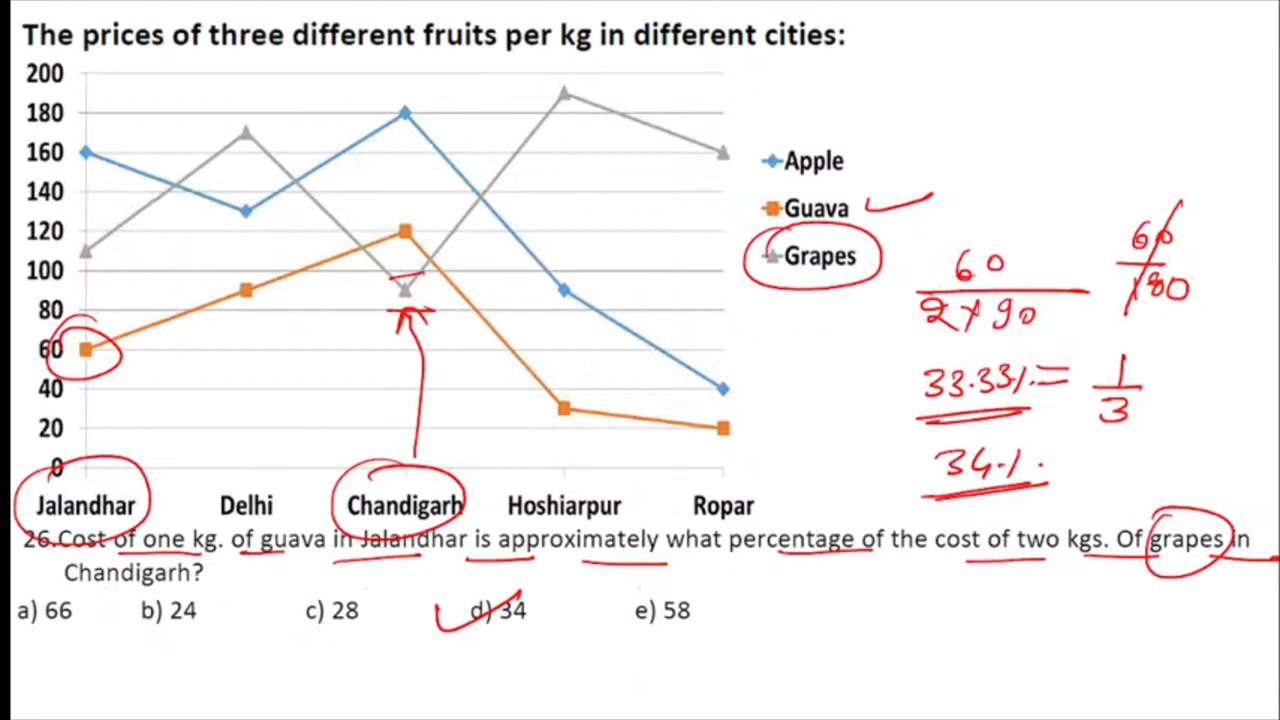 The prices of three different fruits per kg in different cities:
200
180
160
140
120
100
80
60
40
20
0
Jalandhar Delhi Chandigarh Hoshiarpur Ropar
Apple
Guava
Grapes
60
2×90
60
180
33.33%=
1
3
34%.
26.Cost of one kg. of guava in Jalandhar is approximately what percentage of the cost of two kgs. Of grapes in
Chandigarh?
a) 66 b) 24 c) 28 d) 34 e) 58